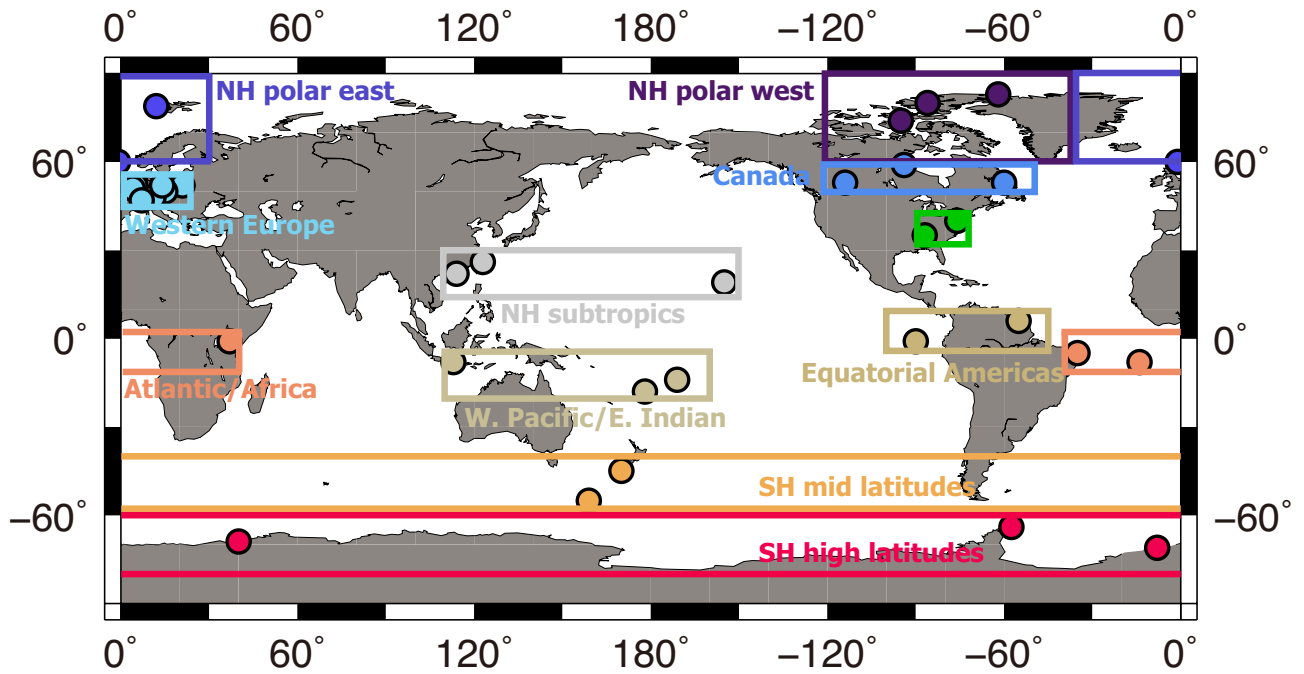 0° 60° 120° 180° −120° −60° 0°
NH polar east NH polar west
60° 60°
Canada
Western Europe
NH subtropics
0° 0°
Equatorial Americas
Atlantic/Africa
W. Pacific/E. Indian
SH mid latitudes
−60° −60°
SH high latitudes
0° 60° 120° 180° −120° −60° 0°